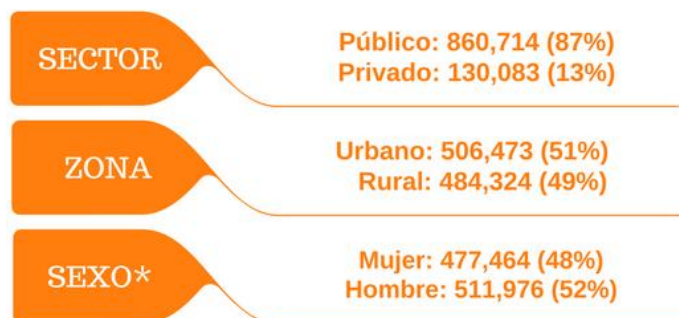 SECTOR
Público: 860,714 (87%)
Privado: 130,083 (13%)
ZONA
Urbano: 506,473 (51%)
Rural: 484,324 (49%)
SEXO*
Mujer: 477,464 (48%)
Hombre: 511,976 (52%)